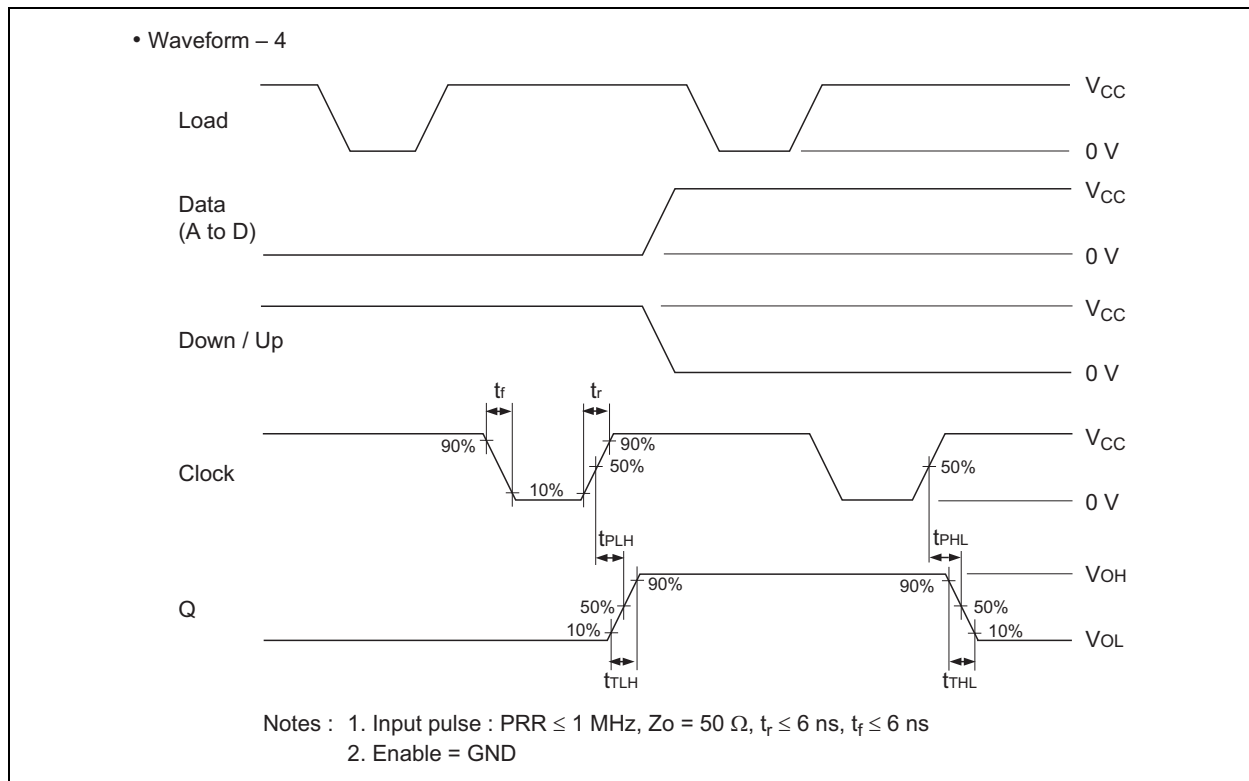 • Waveform – 4
Load
VCC
0 V
Data
(A to D)
VCC
0 V
Down / Up
VCC
0 V
tf
tr
Clock
90%
10%
90%
50%
50%
VCC
0 V
tPLH
tPHL
Q
10%
50%
90%
90%
50%
10%
VOH
VOL
tTLH
tTHL
Notes : 1. Input pulse : PRR ≤ 1 MHz, Zo = 50 Ω, tr ≤ 6 ns, tf ≤ 6 ns
2. Enable = GND